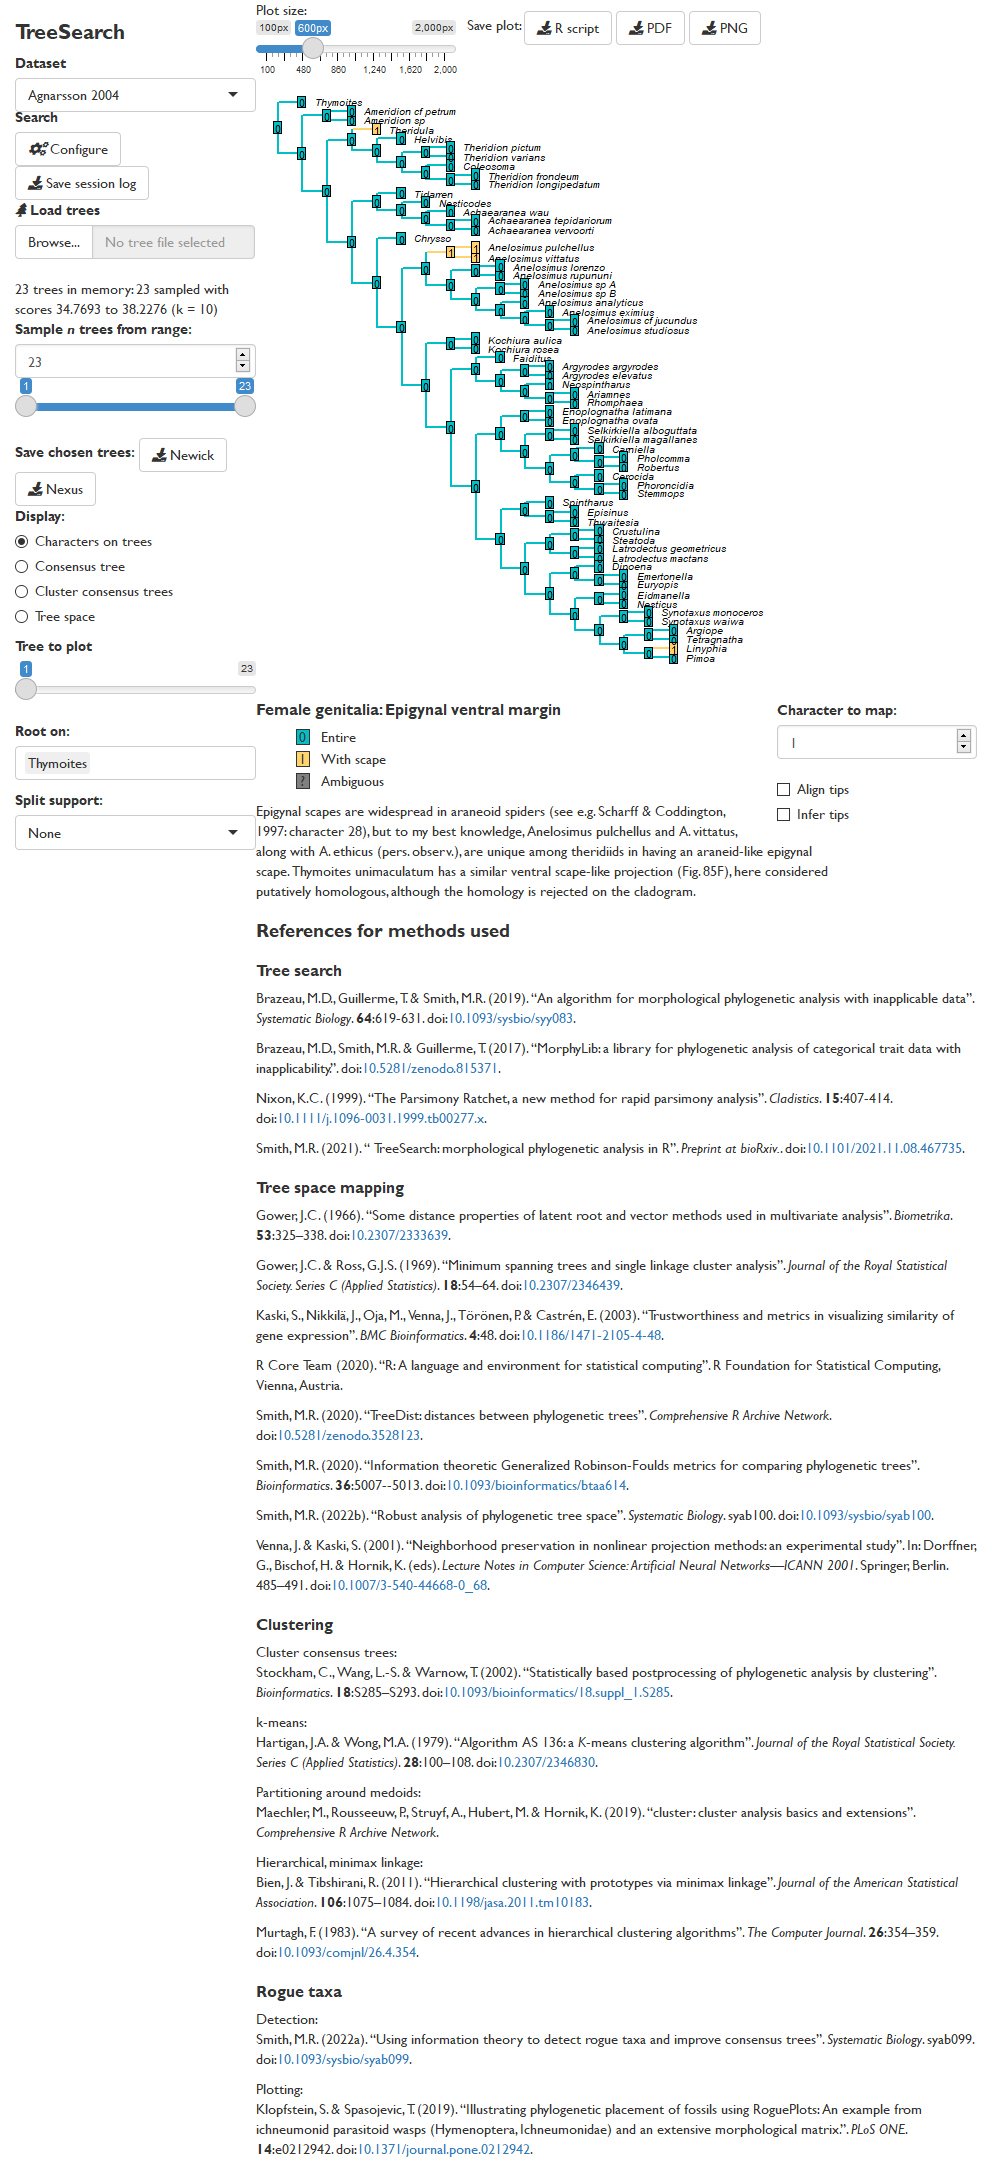 TreeSearch
Dataset
Agnarsson 2004
Search
Configure
Save session log
Load trees
Browse... No tree file selected
23 trees in memory: 23 sampled with
scores 34.7693 to 38.2276 (k = 10)
Sample n trees from range:
23
1 23
Save chosen trees: Newick
Nexus
Display:
Characters on trees
Consensus tree
Cluster consensus trees
Tree space
Tree to plot
1 23
Root on:
Thymoites
Split support:
None
Plot size:
100px 600px 2,000px
100 480 860 1,240 1,620 2,000
Save plot: R script PDF PNG
Thymoites
Ameridion cf petrum
Ameridion sp
Theridula
Helvibis
Theridion pictum
Theridion varians
Coleosoma
Theridion frondeum
Theridion longipedatum
Tidarren
Nesticodes
Achaearanea wau
Achaearanea tepidariorum
Achaearanea vervoorti
Chrysso
Anelosimus pulchellus
Anelosimus vittatus
Anelosimus lorenzo
Anelosimus rupununi
Anelosimus sp A
Anelosimus sp B
Anelosimus analyticus
Anelosimus eximius
Anelosimus cf jucundus
Anelosimus studiosus
Kochiura aulica
Kochiura rosea
Faiditus
Argyrodes argyrodes
Argyrodes elevatus
Neospintharus
Ariamnes
Rhomphaea
Enoplognatha latimana
Enoplognatha ovata
Selkirkiella alboguttata
Selkirkiella magallanes
Carniella
Pholcomma
Robertus
Cerocida
Phoroncidia
Stemmops
Spintharus
Episinus
Thwaitesia
Crustulina
Steatoda
Latrodectus geometricus
Latrodectus mactans
Dipoena
Emertonella
Euryopis
Eidmanella
Nesticus
Synotaxus monoceros
Synotaxus waiwa
Argiope
Tetragnatha
Linyphia
Pimoa
Female genitalia: Epigynal ventral margin
0 Entire
1 With scape
? Ambiguous
Character to map:
1
Align tips
Infer tips
Epigynal scapes are widespread in araneoid spiders (see e.g. Scharff & Coddington,
1997: character 28), but to my best knowledge, Anelosimus pulchellus and A. vittatus,
along with A. ethicus (pers. observ.), are unique among theridiids in having an araneid-like epigynal
scape. Thymoites unimaculatum has a similar ventral scape-like projection (Fig. 85F), here considered
putatively homologous, although the homology is rejected on the cladogram.
References for methods used
Tree search
Brazeau, M.D., Guillerme, T. & Smith, M.R. (2019). “An algorithm for morphological phylogenetic analysis with inapplicable data”.
Systematic Biology. 64:619-631. doi:10.1093/sysbio/syy083.
Brazeau, M.D., Smith, M.R. & Guillerme, T. (2017). “MorphyLib: a library for phylogenetic analysis of categorical trait data with
inapplicability.”. doi:10.5281/zenodo.815371.
Nixon, K.C. (1999). “The Parsimony Ratchet, a new method for rapid parsimony analysis”. Cladistics. 15:407-414.
doi:10.1111/j.1096-0031.1999.tb00277.x.
Smith, M.R. (2021). “ TreeSearch: morphological phylogenetic analysis in R”. Preprint at bioRxiv.. doi:10.1101/2021.11.08.467735.
Tree space mapping
Gower, J.C. (1966). “Some distance properties of latent root and vector methods used in multivariate analysis”. Biometrika.
53:325–338. doi:10.2307/2333639.
Gower, J.C. & Ross, G.J.S. (1969). “Minimum spanning trees and single linkage cluster analysis”. Journal of the Royal Statistical
Society. Series C (Applied Statistics). 18:54–64. doi:10.2307/2346439.
Kaski, S., Nikkilä, J., Oja, M., Venna, J., Törönen, P. & Castrén, E. (2003). “Trustworthiness and metrics in visualizing similarity of
gene expression”. BMC Bioinformatics. 4:48. doi:10.1186/1471-2105-4-48.
R Core Team (2020). “R: A language and environment for statistical computing”. R Foundation for Statistical Computing,
Vienna, Austria.
Smith, M.R. (2020). “TreeDist: distances between phylogenetic trees”. Comprehensive R Archive Network.
doi:10.5281/zenodo.3528123.
Smith, M.R. (2020). “Information theoretic Generalized Robinson-Foulds metrics for comparing phylogenetic trees”.
Bioinformatics. 36:5007--5013. doi:10.1093/bioinformatics/btaa614.
Smith, M.R. (2022b). “Robust analysis of phylogenetic tree space”. Systematic Biology. syab100. doi:10.1093/sysbio/syab100.
Venna, J. & Kaski, S. (2001). “Neighborhood preservation in nonlinear projection methods: an experimental study”. In: Dorffner,
G., Bischof, H. & Hornik, K. (eds). Lecture Notes in Computer Science: Artificial Neural Networks—ICANN 2001. Springer, Berlin.
485–491. doi:10.1007/3-540-44668-0_68.
Clustering
Cluster consensus trees:
Stockham, C., Wang, L.-S. & Warnow, T. (2002). “Statistically based postprocessing of phylogenetic analysis by clustering”.
Bioinformatics. 18:S285–S293. doi:10.1093/bioinformatics/18.suppl_1.S285.
k-means:
Hartigan, J.A. & Wong, M.A. (1979). “Algorithm AS 136: a K-means clustering algorithm”. Journal of the Royal Statistical Society.
Series C (Applied Statistics). 28:100–108. doi:10.2307/2346830.
Partitioning around medoids:
Maechler, M., Rousseeuw, P., Struyf, A., Hubert, M. & Hornik, K. (2019). “cluster: cluster analysis basics and extensions”.
Comprehensive R Archive Network.
Hierarchical, minimax linkage:
Bien, J. & Tibshirani, R. (2011). “Hierarchical clustering with prototypes via minimax linkage”. Journal of the American Statistical
Association. 106:1075–1084. doi:10.1198/jasa.2011.tm10183.
Murtagh, F. (1983). “A survey of recent advances in hierarchical clustering algorithms”. The Computer Journal. 26:354–359.
doi:10.1093/comjnl/26.4.354.
Rogue taxa
Detection:
Smith, M.R. (2022a). “Using information theory to detect rogue taxa and improve consensus trees”. Systematic Biology. syab099.
doi:10.1093/sysbio/syab099.
Plotting:
Klopfstein, S. & Spasojevic, T. (2019). “Illustrating phylogenetic placement of fossils using RoguePlots: An example from
ichneumonid parasitoid wasps (Hymenoptera, Ichneumonidae) and an extensive morphological matrix.”. PLoS ONE.
14:e0212942. doi:10.1371/journal.pone.0212942.